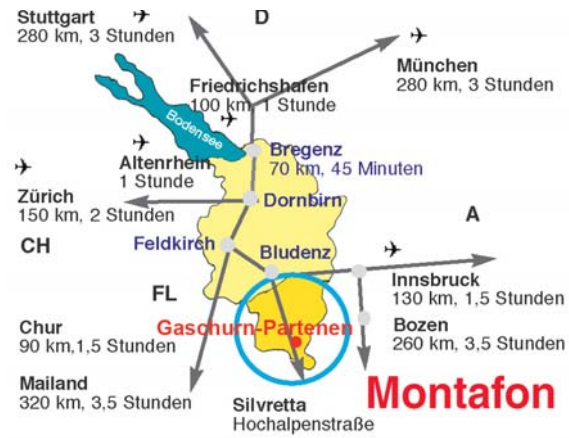 Stuttgart
280 km, 3 Stunden
D
München
280 km, 3 Stunden
Friedrichshafen
100 km, 1 Stunde
Bodensee
Altenrhein
1 Stunde
Bregenz
70 km, 45 Minuten
Zürich
150 km, 2 Stunden
Dornbirn
A
CH
Feldkirch
Bludenz
Innsbruck
130 km, 1,5 Stunden
FL
Chur
90 km,1,5 Stunden
Gaschurn-Partenen
Bozen
260 km, 3,5 Stunden
Mailand
320 km, 3,5 Stunden
Silvretta
Hochalpenstraße
Montafon